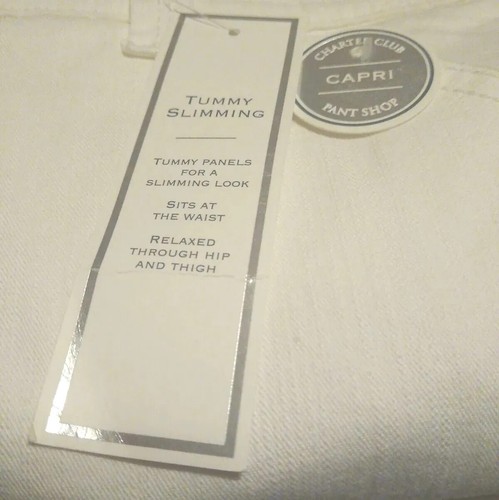 TUMMY
SLIMMING
TUMMY PANELS
FOR A
SLIMMING LOOK
SITS AT
THE WAIST
RELAXED
THROUGH HIP
AND THIGH
CHARTER CLUB
CAPRI
PANT SHOP